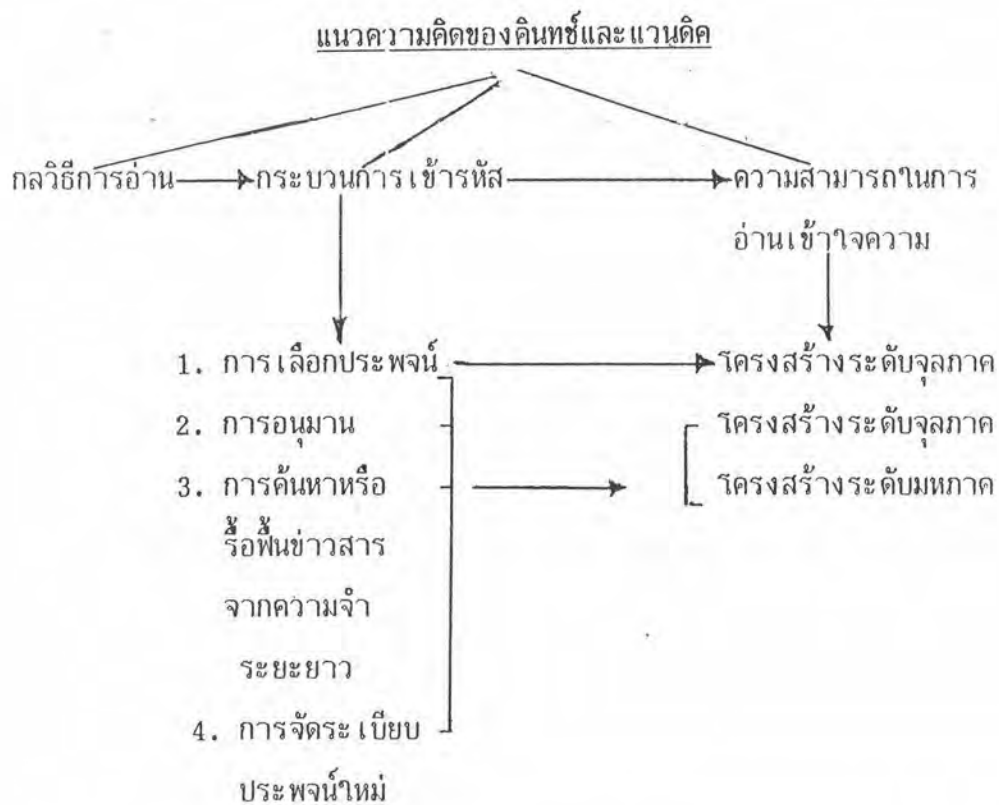 แนวความคิดของคินทช์และแวนดิค
กลวิธีการอ่าน กระบวนการเข้ารหัส ความสามารถในการ
อ่านเข้าใจความ
1. การเลือกประพจน์ โครงสร้างระดับจุลภาค
2. การอนุมาน โครงสร้างระดับจุลภาค
3. การค้นหาหรือ โครงสร้างระดับมหภาค
รื้อฟื้นข่าวสาร
จากความจำ
ระยะยาว
4. การจัดระเบียบ
ประพจน์ใหม่